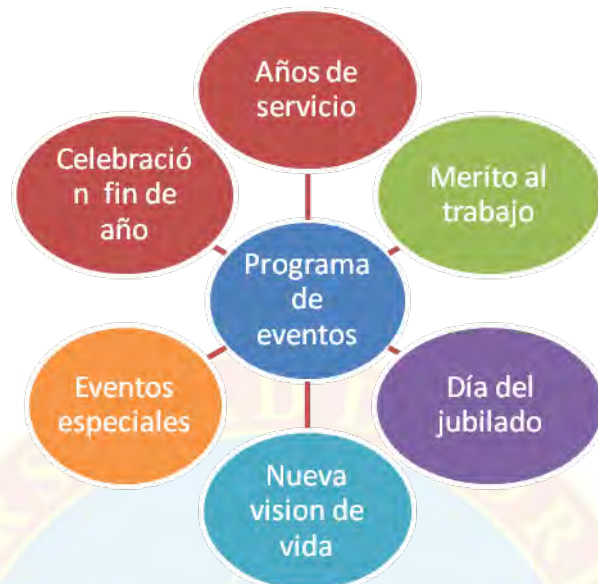 Años de
servicio
Celebració
n fin de
año
Merito al
trabajo
Programa
de
eventos
Eventos
especiales
Día del
jubilado
Nueva
vision de
vida